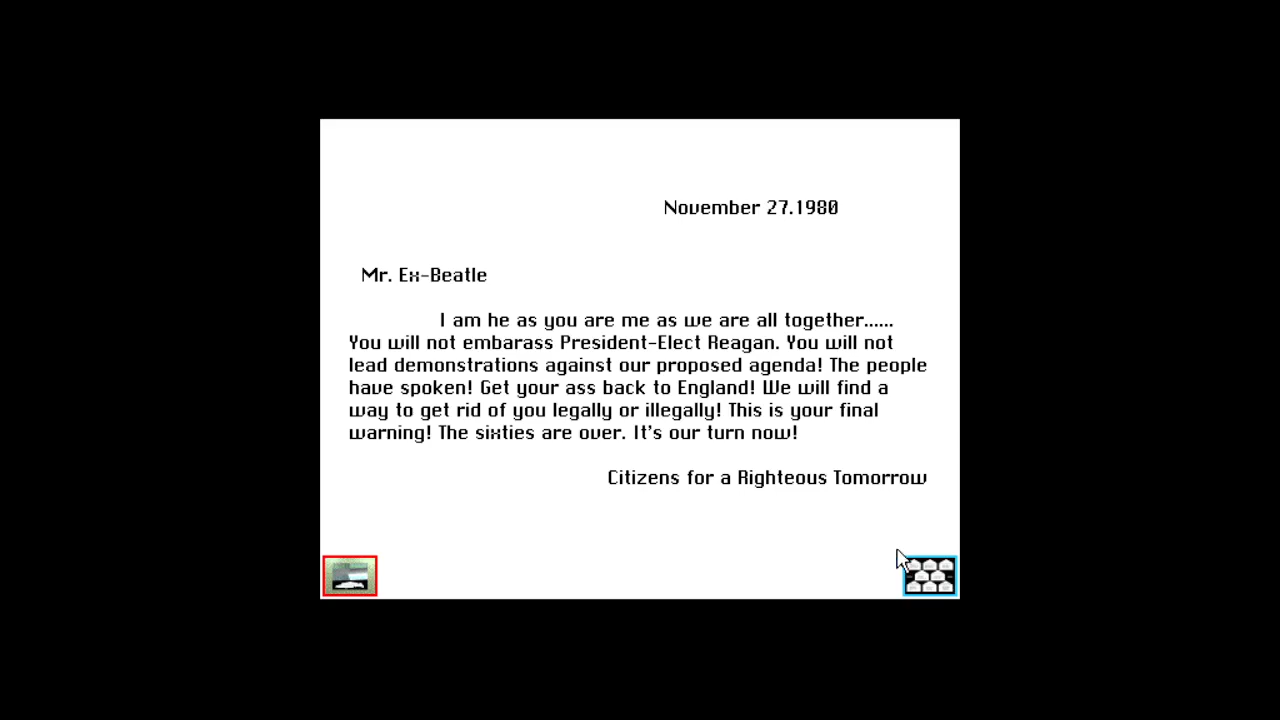 November 27.1980
Mr. Ex-Beatle
I am he as you are me as we are all together......
You will not embarass President-Elect Reagan. You will not
lead demonstrations against our proposed agenda! The people
have spoken! Get your ass back to England! We will find a
way to get rid of you legally or illegally! This is your final
warning! The sixties are over. It's our turn now!
Citizens for a Righteous Tomorrow